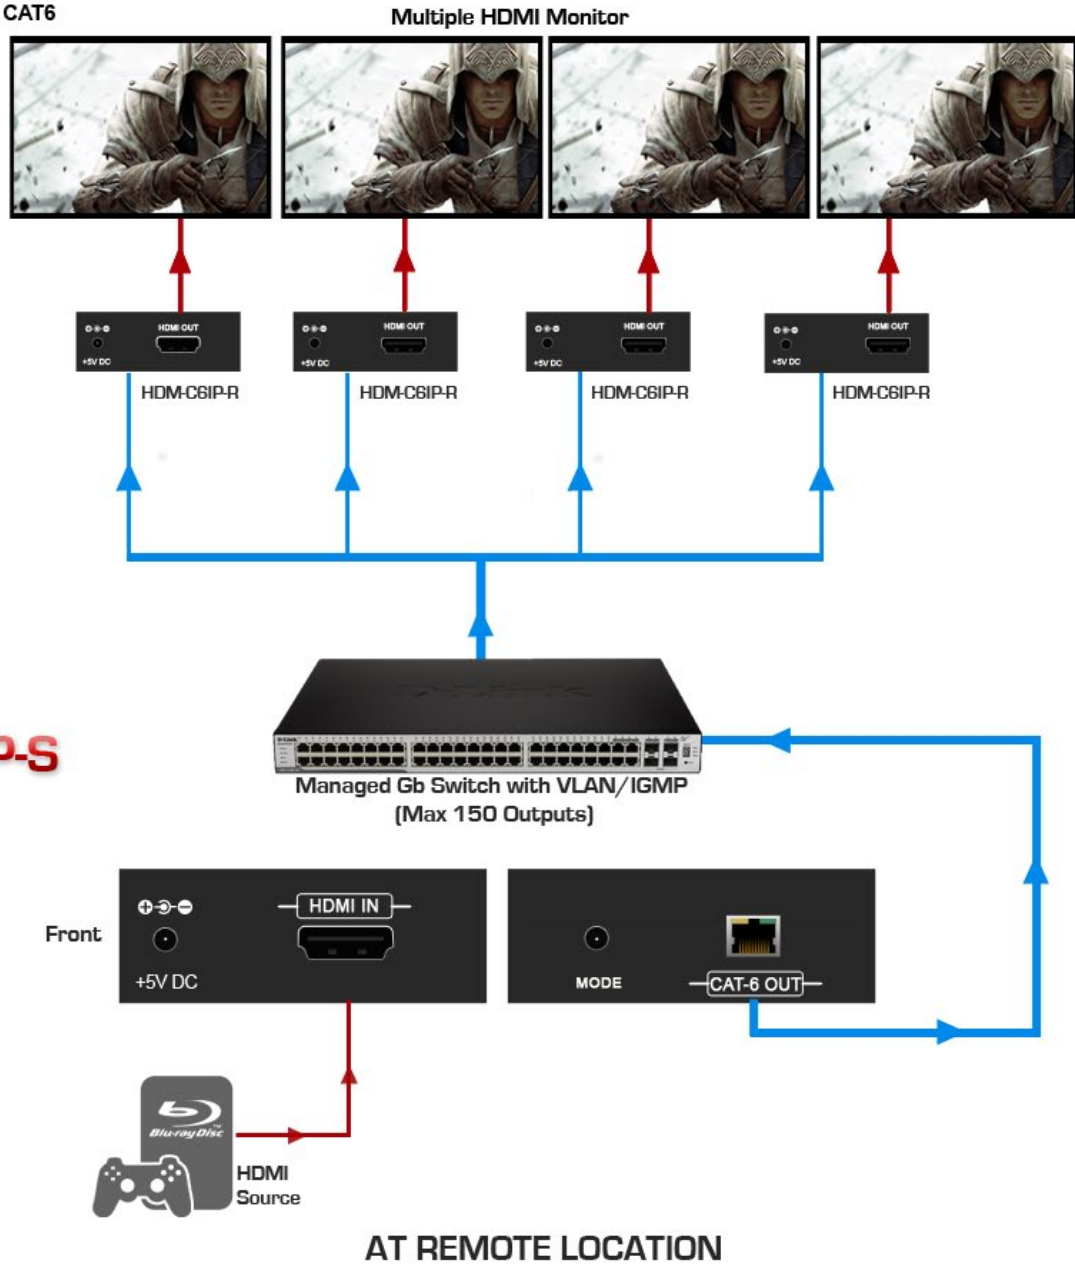 CAT6
Multiple HDMI Monitor
HDMI OUT
+5V DC
HDM-C6IP-R
HDMI OUT
+5V DC
HDM-C6IP-R
HDMI OUT
+5V DC
HDM-C6IP-R
HDMI OUT
+5V DC
HDM-C6IP-R
D-Link
P-S
Managed Gb Switch with VLAN/IGMP
(Max 150 Outputs)
Front
HDMI IN
+5V DC
MODE
CAT-6 OUT
Blu-ray Disc
TM
HDMI
Source
AT REMOTE LOCATION